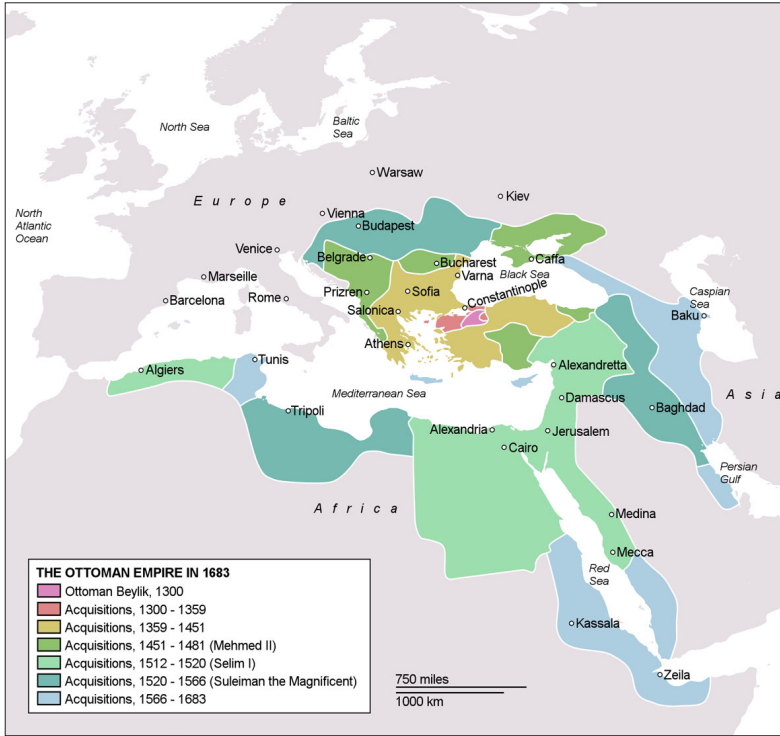 North Sea
Baltic
Sea
Warsaw
Europe
Kiev
North
Atlantic
Ocean
Vienna
Budapest
Venice
Belgrade
Bucharest
Caffa
Black Sea
Marseille
Varna
Caspian
Sea
Barcelona
Rome
Prizren
Sofia
Constantinople
Baku
Salonica
Athens
Tunis
Algiers
Alexandretta
Asia
Mediterranean Sea
Damascus
Baghdad
Tripoli
Alexandria
Jerusalem
Cairo
Persian
Gulf
Africa
Medina
Mecca
Red
Sea
THE OTTOMAN EMPIRE IN 1683
Ottoman Beylik, 1300
Acquisitions, 1300 - 1359
Acquisitions, 1359 - 1451
Acquisitions, 1451 - 1481 (Mehmed II)
Acquisitions, 1512 - 1520 (Selim I)
Acquisitions, 1520 - 1566 (Suleiman the Magnificent)
Acquisitions, 1566 - 1683
Kassala
Zeila
750 miles
1000 km